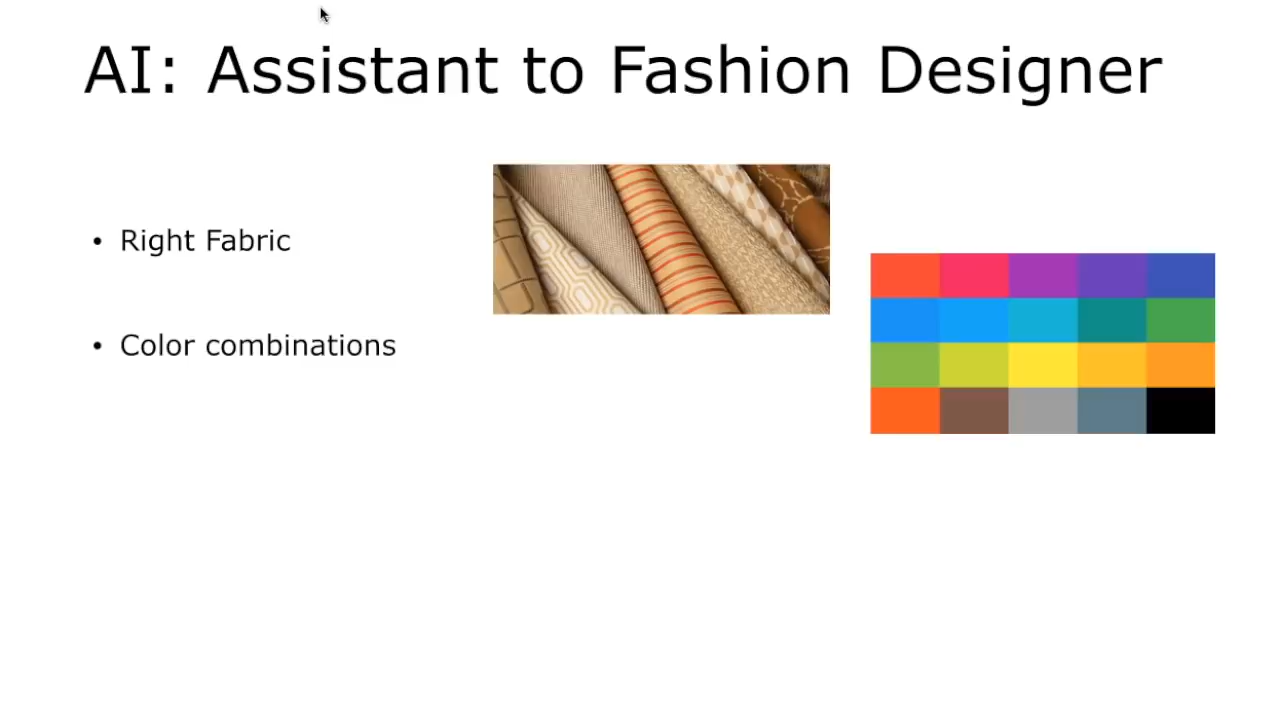 AI: Assistant to Fashion Designer
• Right Fabric
• Color combinations